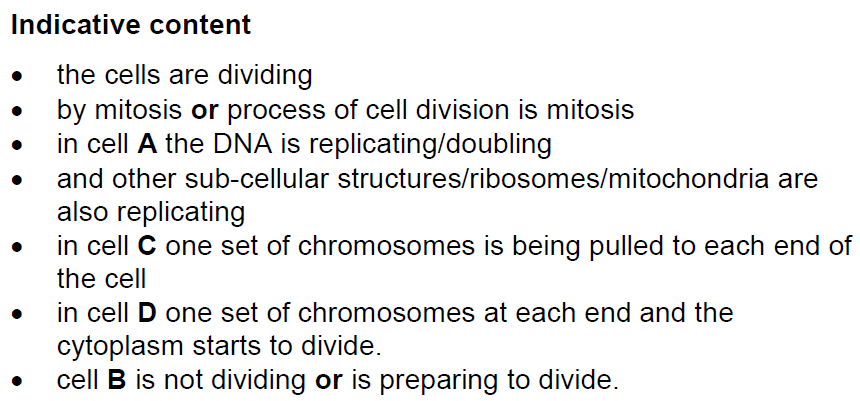 Indicative content
• the cells are dividing
• by mitosis or process of cell division is mitosis
• in cell A the DNA is replicating/doubling
• and other sub-cellular structures/ribosomes/mitochondria are
also replicating
• in cell C one set of chromosomes is being pulled to each end of
the cell
• in cell D one set of chromosomes at each end and the
cytoplasm starts to divide.
• cell B is not dividing or is preparing to divide.